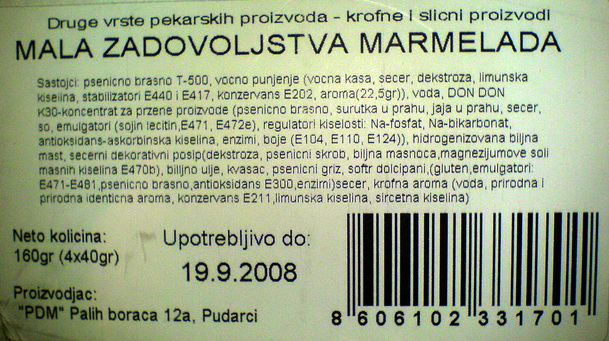 Druge vrste pekarskih proizvoda - krofne i slicni proizvodi
MALA ZADOVOLJSTVA MARMELADA
Sastojci: psenicno brasno T-500, vocno punjenje (vocna kasa, secer, dekstroza, limunska
kiselina, stabilizatori E440 i E417, konzervans E202, aroma(22,5gr)), voda, DON DON
K30-koncentrat za przene proizvode (psenicno brasno, surutka u prahu, jaja u prahu, secer,
so, emulgatori (sojin lecitin,E471, E472e), regulatori kiselosti: Na-fosfat, Na-bikarbonat,
antioksidans-askorbinska kiselina, enzimi, boje (E104, E110, E124)), hidrogenizovana biljna
mast, secerni dekorativni posip(dekstroza, psenicni skrob, biljna masnoca,magnezijumove soli
masnih kiselina E470b), biljno ulje, kvasac, psenicni griz, softr dolcipani,(gluten,emulgatori:
E471-E481,psenicno brasno,antioksidans E300,enzimi)secer, krofna aroma (voda, prirodna i
prirodna identicna aroma, konzervans E211,limunska kiselina, sircetna kiselina)
Neto kolicina:
160gr (4x40gr)
Upotrebljivo do:
19.9.2008
Proizvodjac:
"PDM" Palih boraca 12a, Pudarci
8 606102 331701